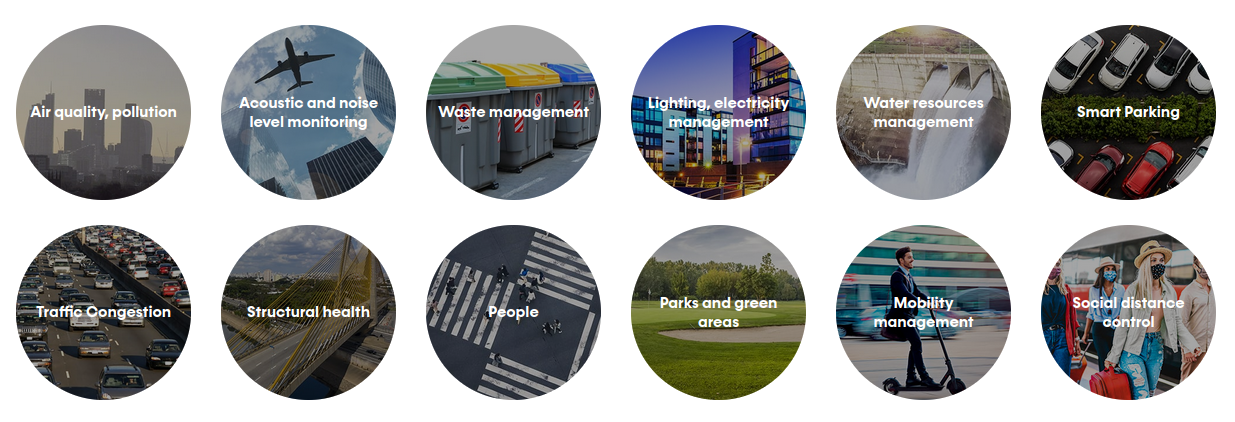 Air quality, pollution
Acoustic and noise
level monitoring
Waste management
Lighting, electricity
management
Water resources
management
Smart Parking
Traffic Congestion
Structural health
People
Parks and green
areas
Mobility
management
Social distance
control